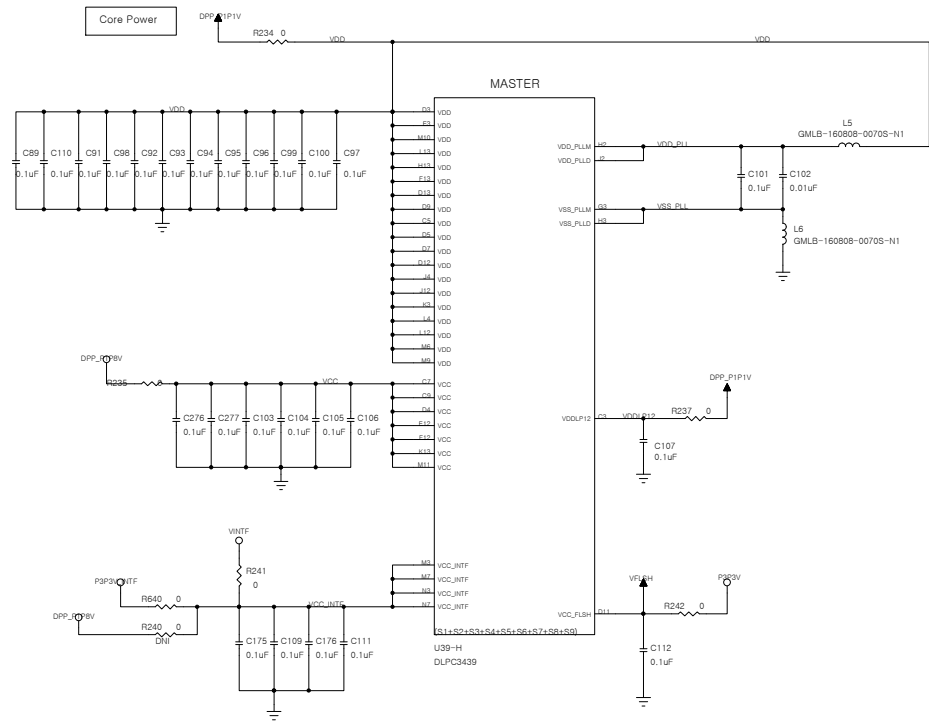 Core Power
DPP_P1P1V
R234 0
VDD
VDD
MASTER
VDD
D3 VDD
E3 VDD
M10 VDD
L13 VDD
H13 VDD
F13 VDD
D13 VDD
D9 VDD
C5 VDD
D5 VDD
D7 VDD
D12 VDD
J4 VDD
J12 VDD
K3 VDD
L4 VDD
L12 VDD
M6 VDD
M9 VDD
C89 C110 C91 C98 C92 C93 C94 C95 C96 C99 C100 C97
0.1uF 0.1uF 0.1uF 0.1uF 0.1uF 0.1uF 0.1uF 0.1uF 0.1uF 0.1uF 0.1uF 0.1uF
VDD_PLLM H2 VDD_PLL
VDD_PLLD J2
L5
GMLB-160808-0070S-N1
C101
0.1uF
C102
0.01uF
VSS_PLLM G3 VSS_PLL
VSS_PLLD H3
L6
GMLB-160808-0070S-N1
DPP_P1P8V
R235 0
VCC
C7 VCC
C9 VCC
D4 VCC
E12 VCC
F12 VCC
K13 VCC
M11 VCC
C276 C277 C103 C104 C105 C106
0.1uF 0.1uF 0.1uF 0.1uF 0.1uF 0.1uF
DPP_P1P1V
VDDLP12 C3 VDDLP12
R237 0
C107
0.1uF
VINTF
R241
0
P3P3V_INTF
R640 0
DPP_P1P8V
R240 0
DNI
VCC_INTF
M3 VCC_INTF
M7 VCC_INTF
N3 VCC_INTF
N7 VCC_INTF
C175 C109 C176 C111
0.1uF 0.1uF 0.1uF 0.1uF
VFLSH
P3P3V
VCC_FLSH D11
R242 0
C112
0.1uF
(S1+S2+S3+S4+S5+S6+S7+S8+S9)
U39-H
DLPC3439